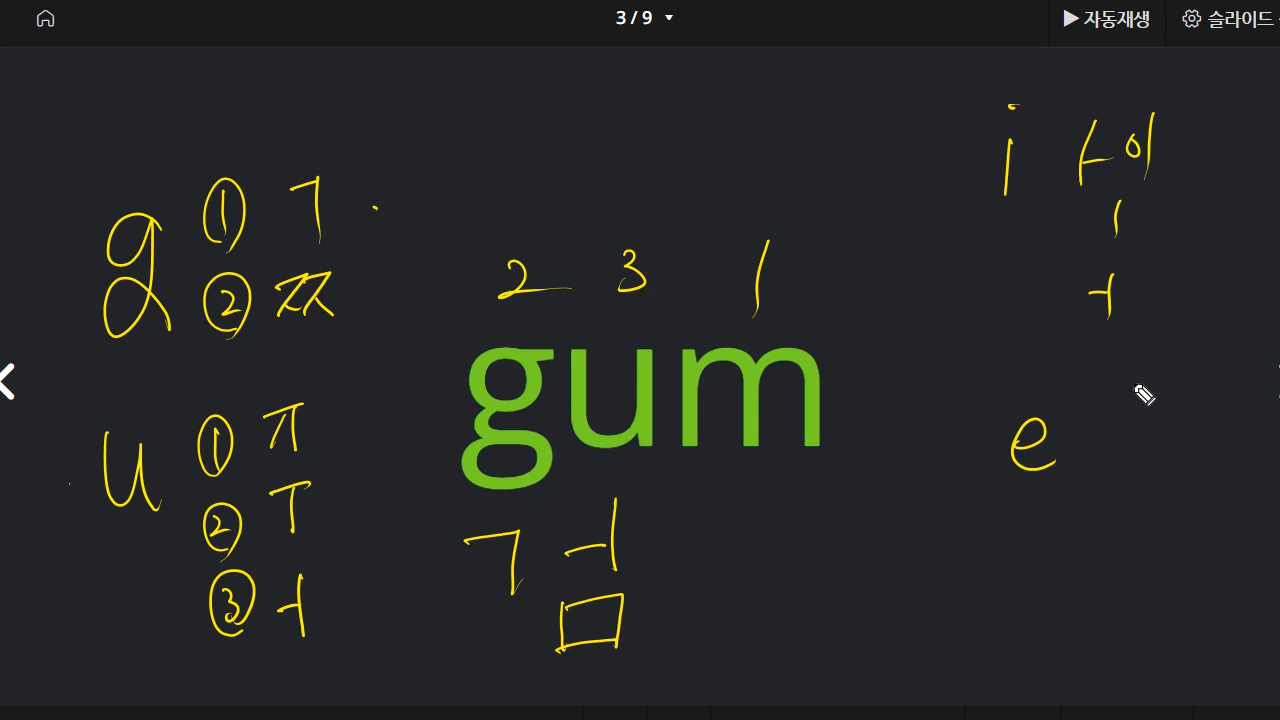 3 / 9 ▼ ▶ 자동재생 슬라이드
i ㅏ이
g ① ㄱ
ㅣ
② ㅉ
ㅓ
2 3 1
gum
u ① ㅠ
e
② ㅜ
③ ㅓ
ㄱ ㅓ
ㅁ